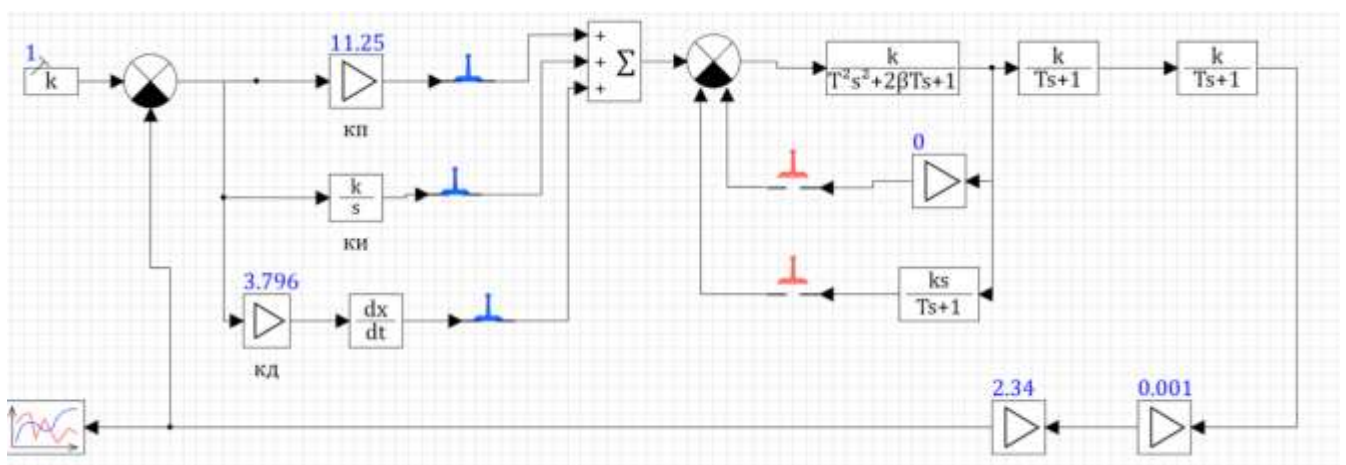 1
k
11.25
кп
k
s
ки
3.796
dx
dt
кд
+
+
+
Σ
k
T²s²+2βTs+1
k
Ts+1
k
Ts+1
0
ks
Ts+1
2.34
0.001